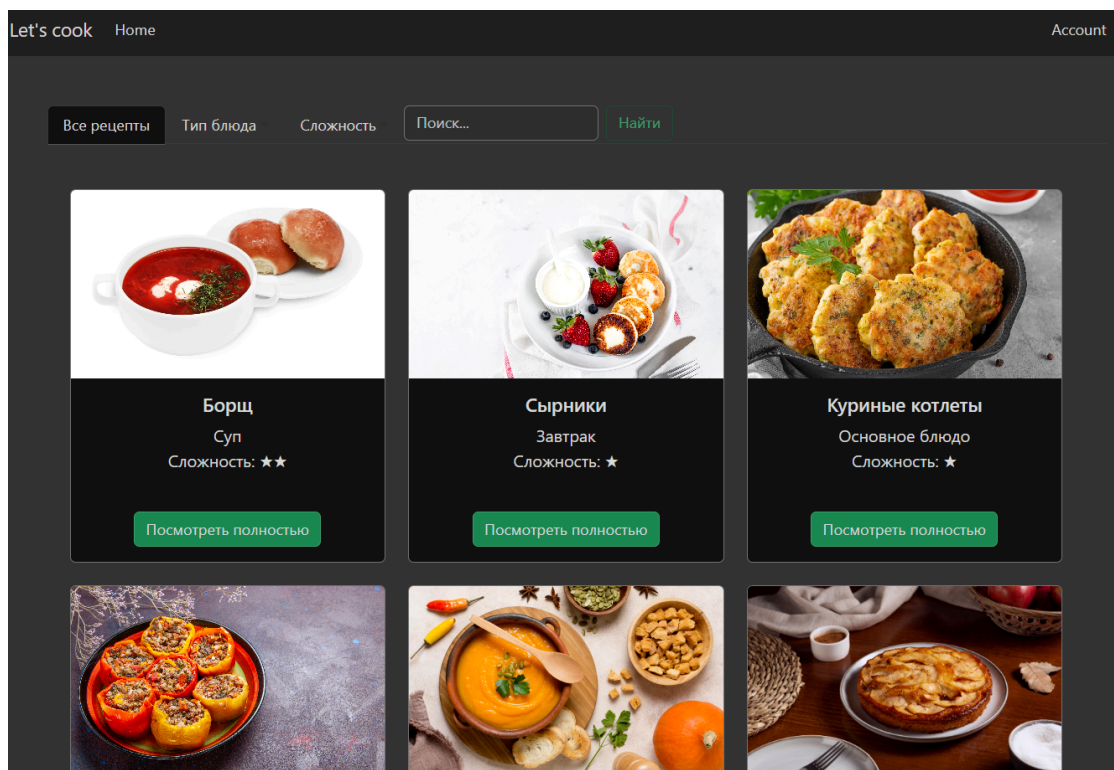 Let's cook Home Account
Все рецепты Тип блюда Сложность Поиск... Найти
Борщ
Суп
Сложность: ★★
Посмотреть полностью
Сырники
Завтрак
Сложность: ★
Посмотреть полностью
Куриные котлеты
Основное блюдо
Сложность: ★
Посмотреть полностью